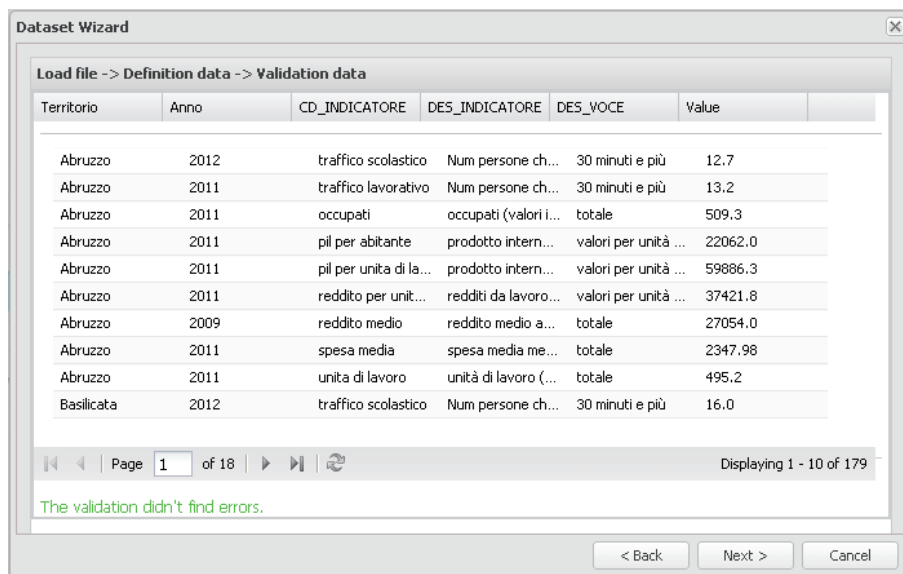 Dataset Wizard
Load file -> Definition data -> Validation data
Territorio Anno CD_INDICATORE DES_INDICATORE DES_VOCE Value
Abruzzo 2012 traffico scolastico Num persone ch... 30 minuti e più 12.7
Abruzzo 2011 traffico lavorativo Num persone ch... 30 minuti e più 13.2
Abruzzo 2011 occupati occupati (valori i... totale 509.3
Abruzzo 2011 pil per abitante prodotto intern... valori per unità ... 22062.0
Abruzzo 2011 pil per unita di la... prodotto intern... valori per unità ... 59886.3
Abruzzo 2011 reddito per unit... redditi da lavoro... valori per unità ... 37421.8
Abruzzo 2009 reddito medio reddito medio a... totale 27054.0
Abruzzo 2011 spesa media spesa media me... totale 2347.98
Abruzzo 2011 unita di lavoro unità di lavoro (... totale 495.2
Basilicata 2012 traffico scolastico Num persone ch... 30 minuti e più 16.0
Page 1 of 18 Displaying 1 - 10 of 179
The validation didn't find errors.
< Back Next > Cancel